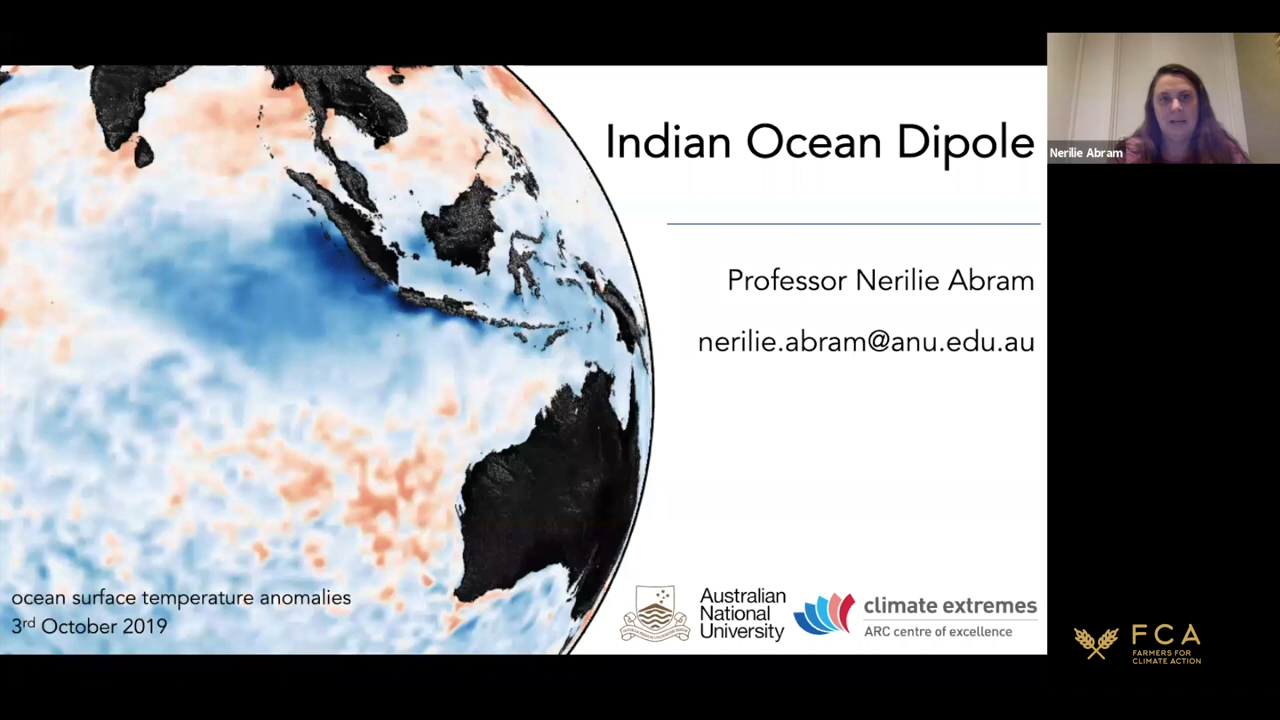 Indian Ocean Dipole
Nerilie Abram
Professor Nerilie Abram
nerilie.abram@anu.edu.au
ocean surface temperature anomalies
3rd October 2019
Australian
National
University
climate extremes
ARC centre of excellence
FCA
FARMERS FOR
CLIMATE ACTION